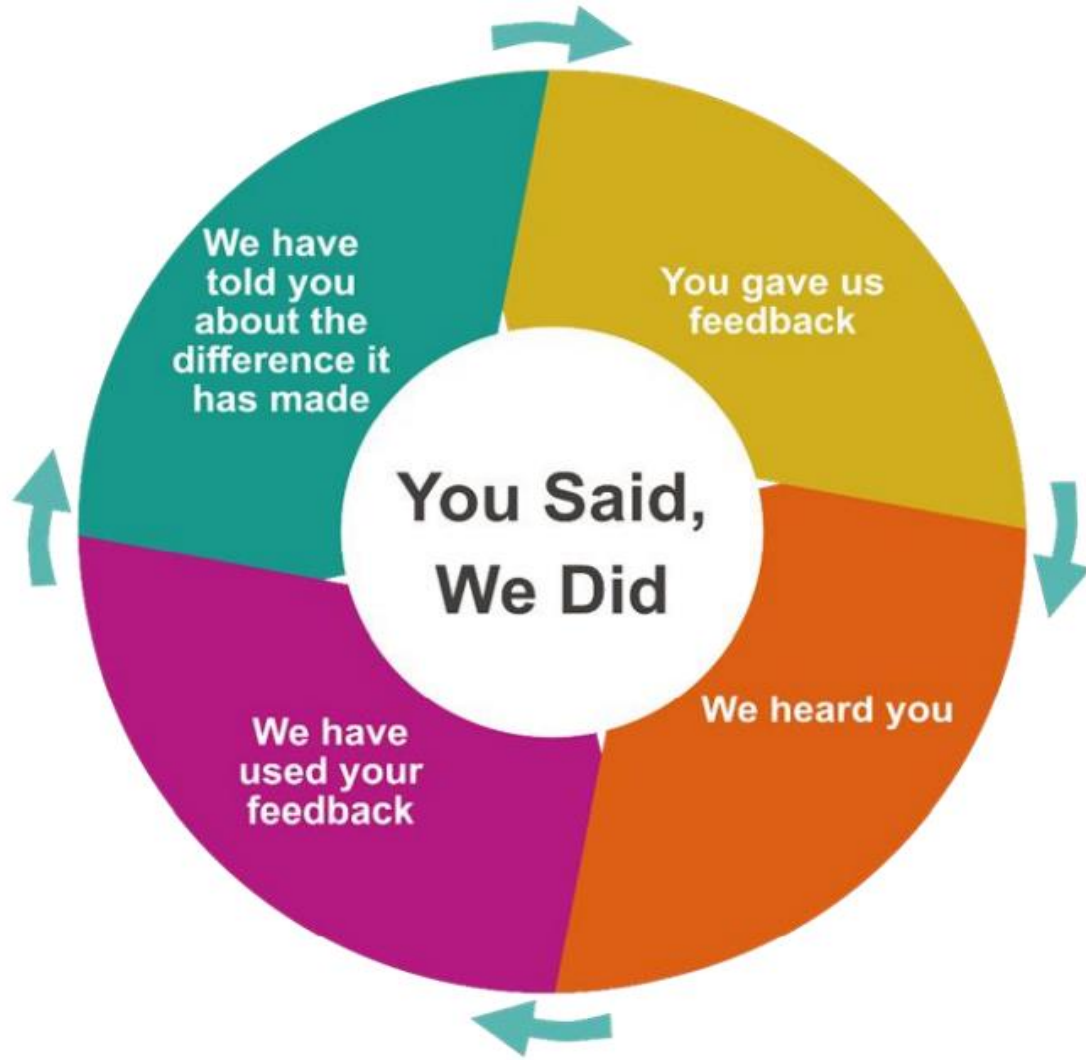 You Said,
We Did
You gave us
feedback
We heard you
We have
used your
feedback
We have
told you
about the
difference it
has made